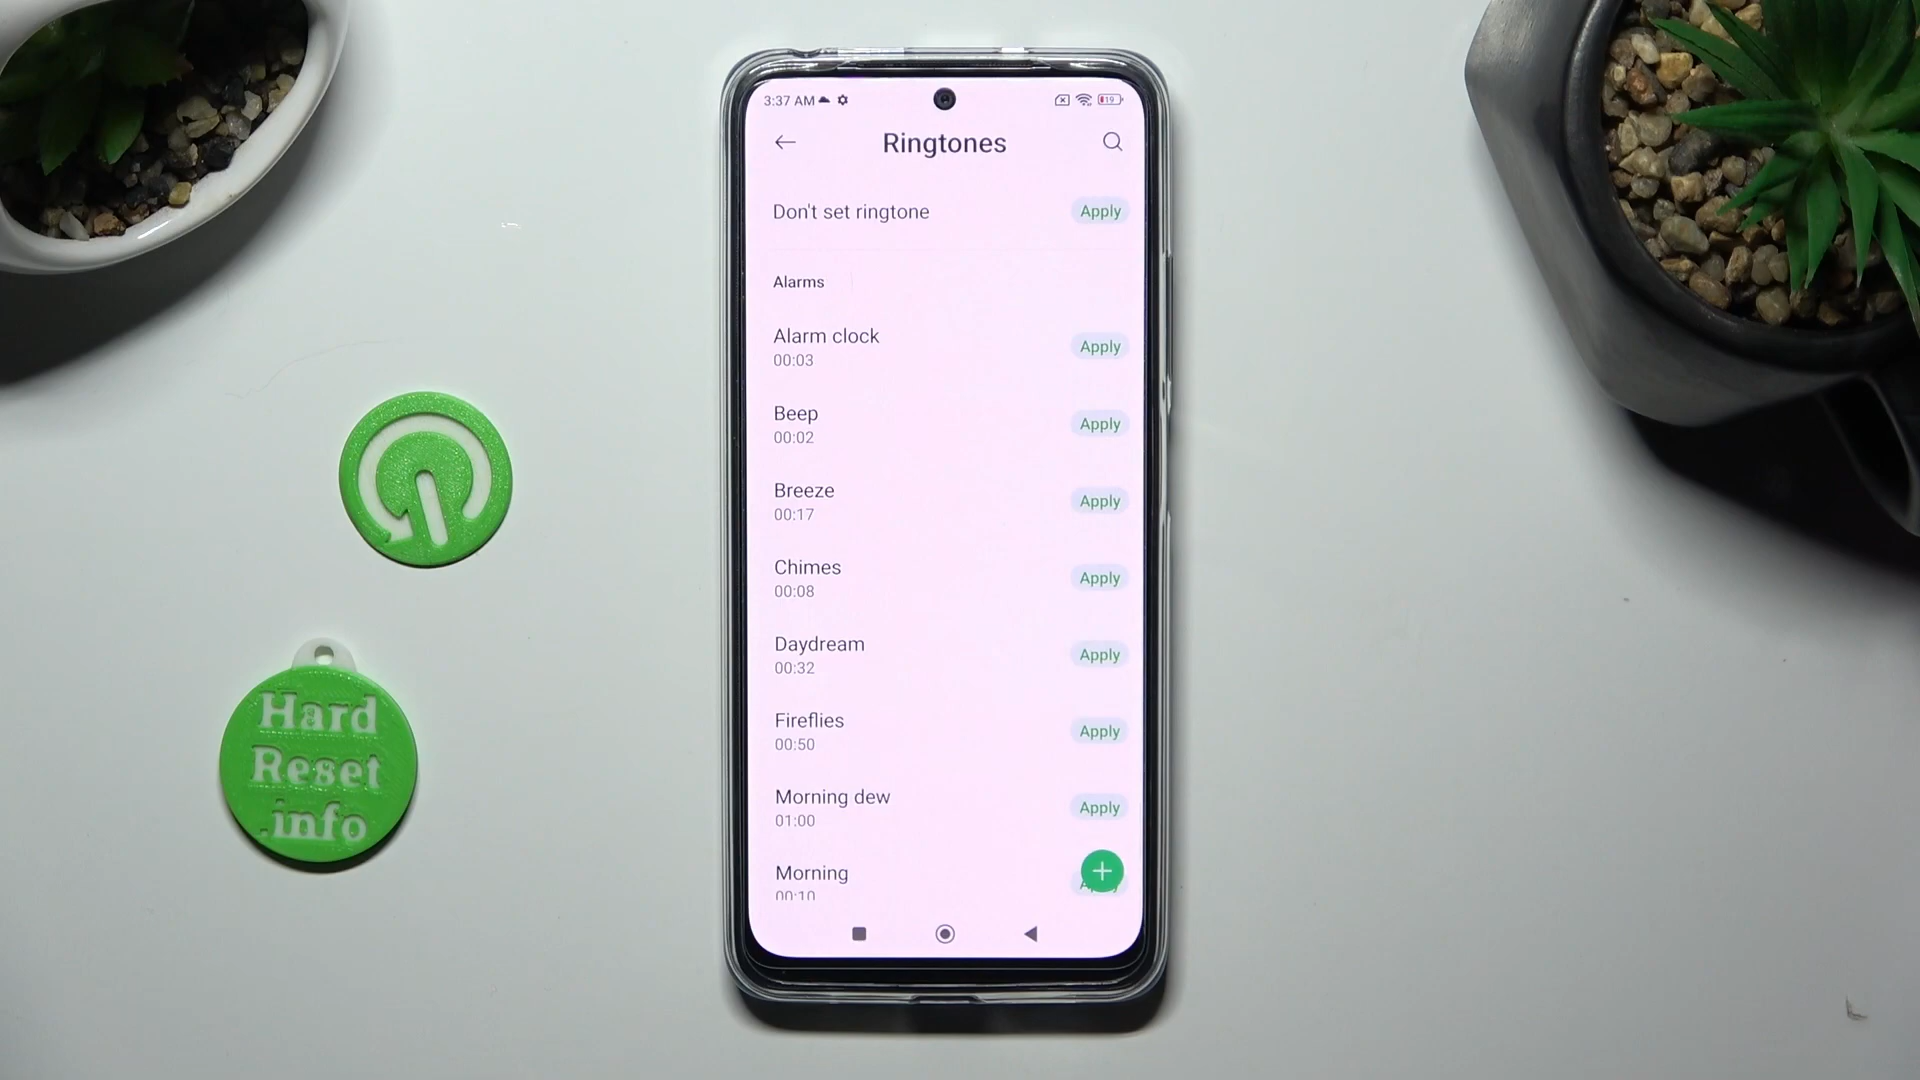 3:37 AM
19
Ringtones
Don't set ringtone
Apply
Alarms
Alarm clock
00:03
Apply
Beep
00:02
Apply
Breeze
00:17
Apply
Chimes
00:08
Apply
Daydream
00:32
Apply
Fireflies
00:50
Apply
Morning dew
01:00
Apply
Morning
00:10
Hard
Reset
.info